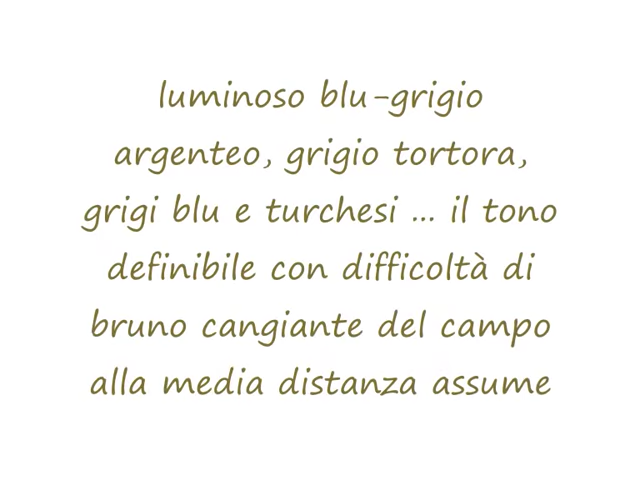 luminoso blu-grigio
argenteo, grigio tortora,
grigi blu e turchesi ... il tono
definibile con difficoltà di
bruno cangiante del campo
alla media distanza assume